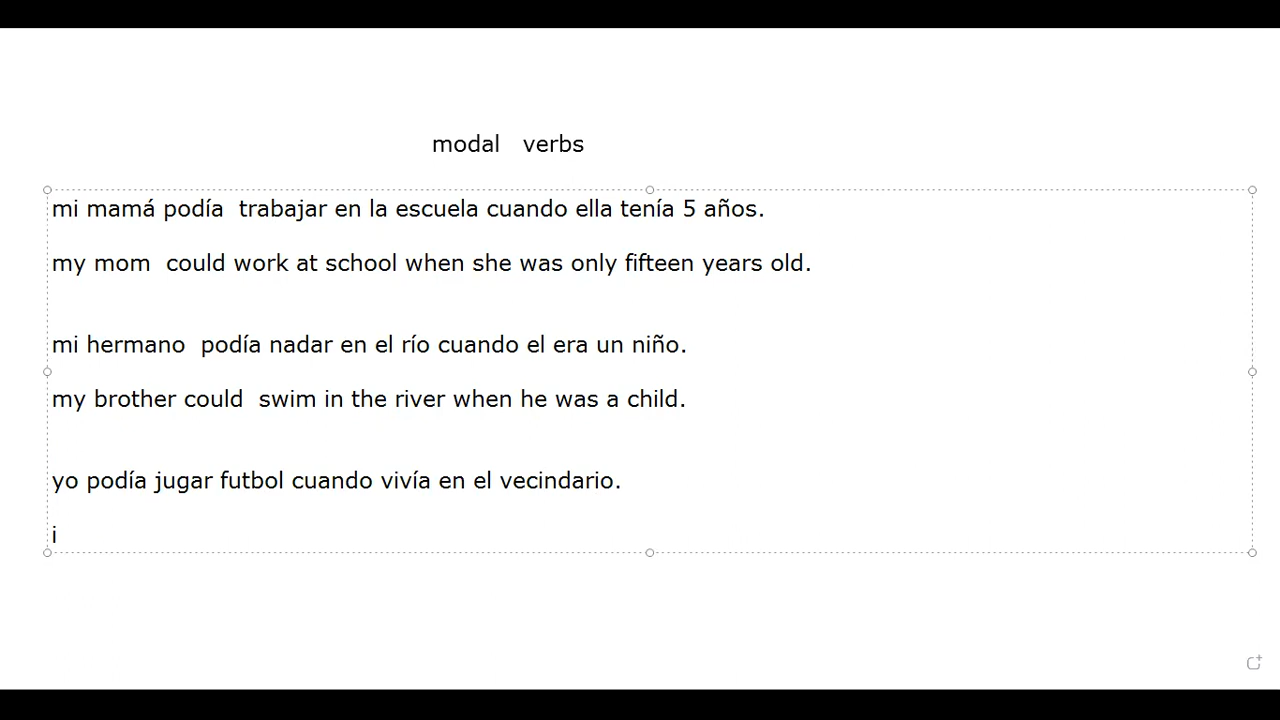 modal verbs
mi mamá podía trabajar en la escuela cuando ella tenía 5 años.
my mom could work at school when she was only fifteen years old.
mi hermano podía nadar en el río cuando el era un niño.
my brother could swim in the river when he was a child.
yo podía jugar futbol cuando vivía en el vecindario.
i